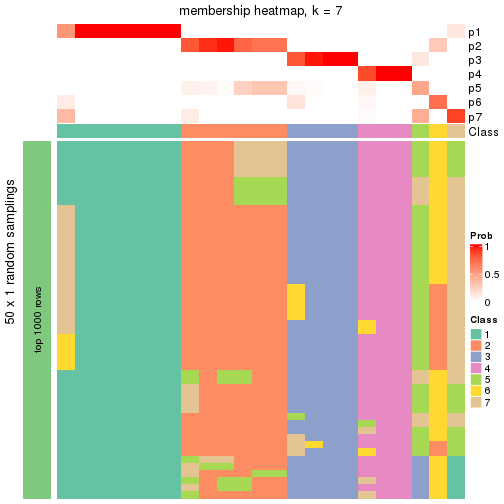 membership heatmap, k = 7
p1
p2
p3
p4
p5
p6
p7
Class
50 x 1 random samplings
top 1000 rows
Prob
1
0.5
0
Class
1
2
3
4
5
6
7